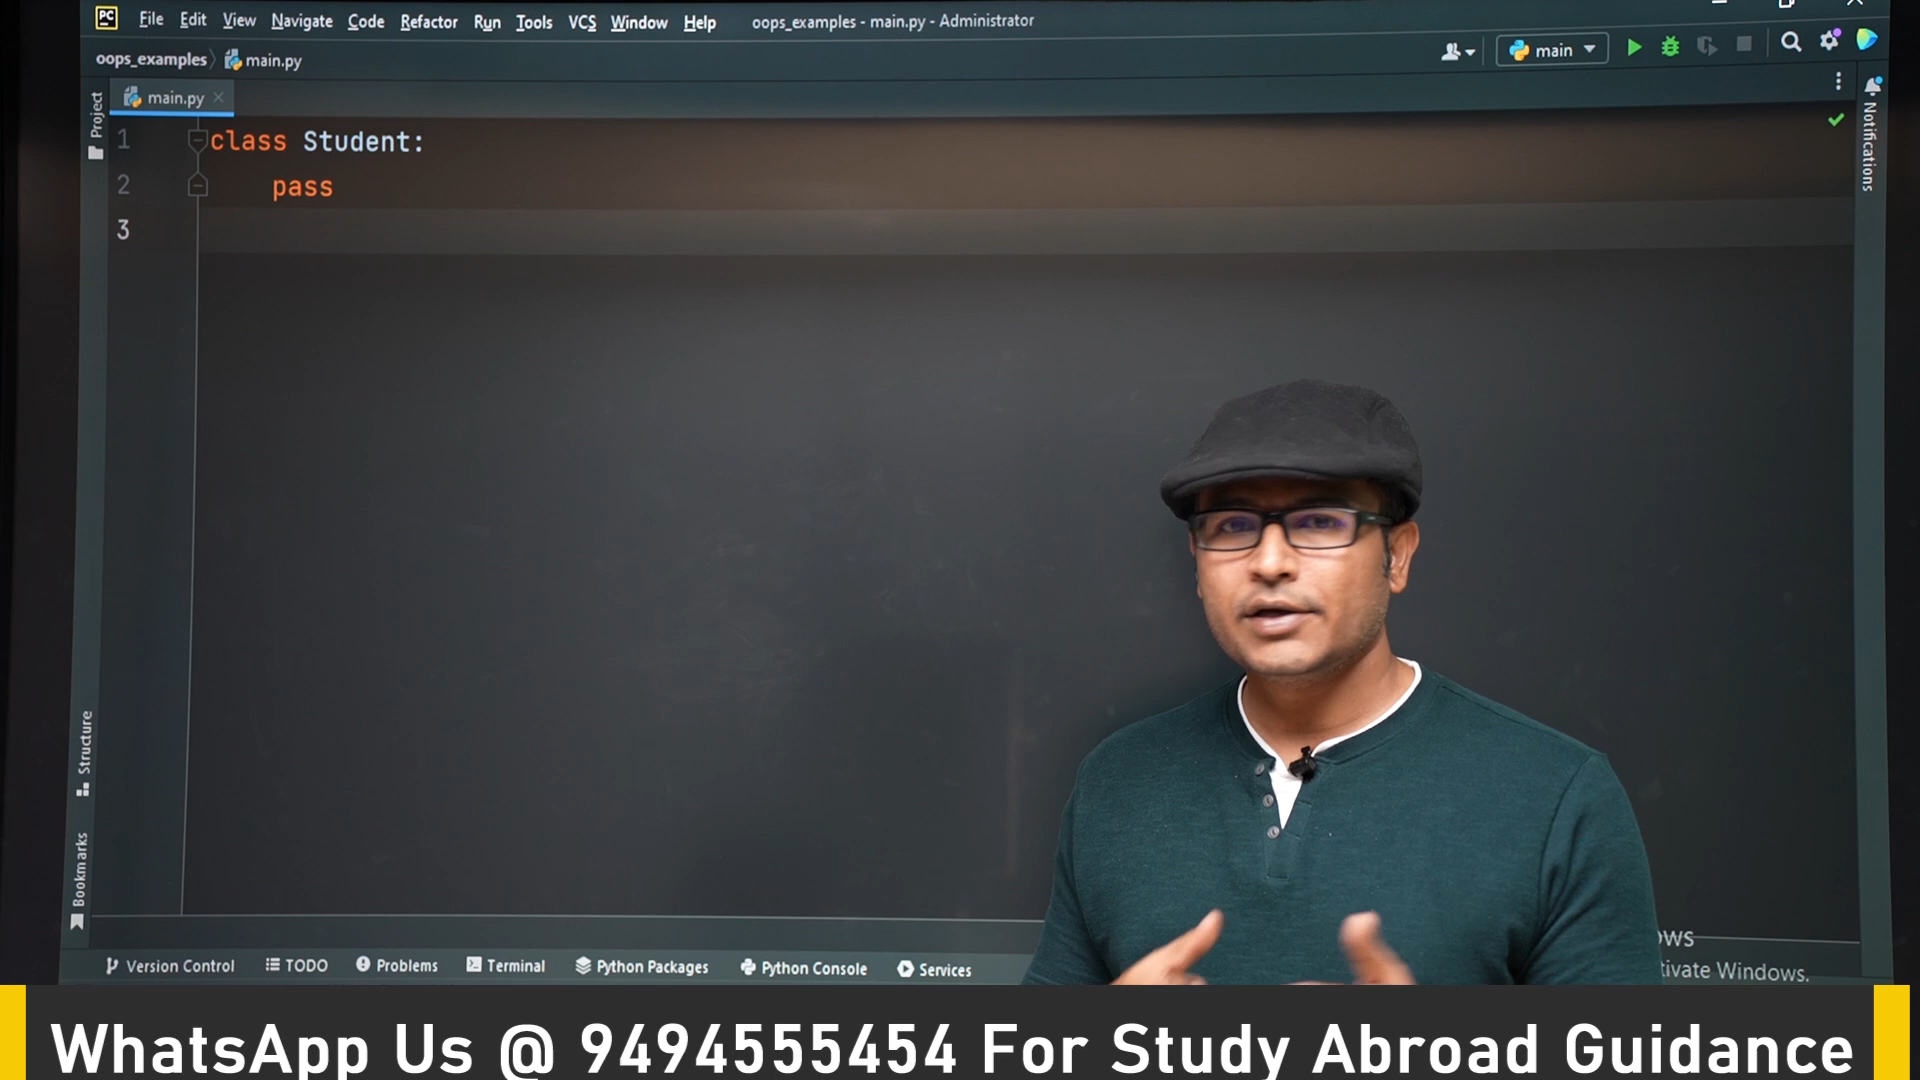 PC File Edit View Navigate Code Refactor Run Tools VCS Window Help oops_examples - main.py - Administrator
oops_examples main.py main
main.py
Project
Notifications
1 class Student:
2 pass
3
Structure
Bookmarks
Version Control TODO Problems Terminal Python Packages Python Console Services
tivate Windows.
WhatsApp Us @ 9494555454 For Study Abroad Guidance